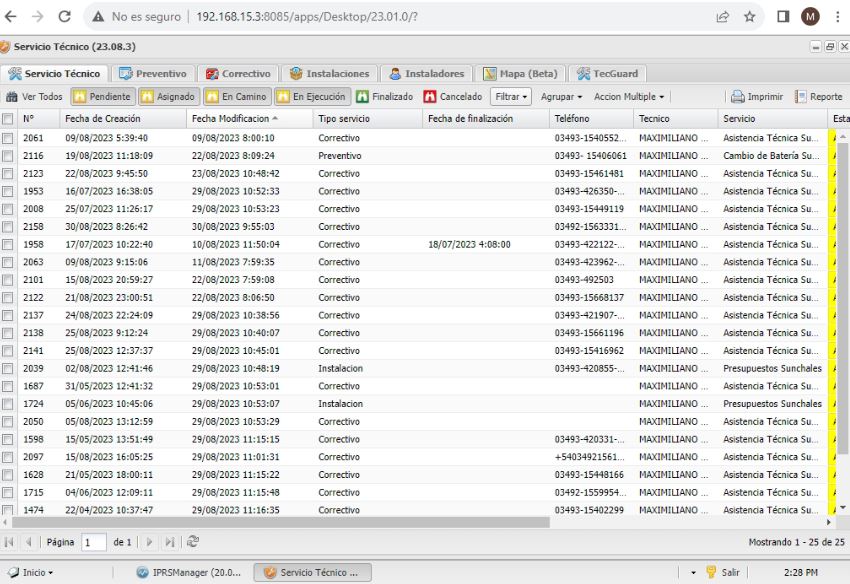 No es seguro | 192.168.15.3:8085/apps/Desktop/23.01.0/? M
Servicio Técnico (23.08.3)
Servicio Técnico Preventivo Correctivo Instalaciones Instaladores Mapa (Beta) TecGuard
Ver Todos Pendiente Asignado En Camino En Ejecución Finalizado Cancelado Filtrar Agrupar Accion Multiple Imprimir Reporte
N° Fecha de Creación Fecha Modificacion Tipo servicio Fecha de finalización Teléfono Tecnico Servicio Esta
2061 09/08/2023 5:39:40 09/08/2023 8:00:10 Correctivo 03493-1540552... MAXIMILIANO ... Asistencia Técnica Su... A
2116 19/08/2023 11:18:09 22/08/2023 8:09:24 Preventivo 03493- 15406061 MAXIMILIANO ... Cambio de Batería Su... A
2123 22/08/2023 9:45:50 23/08/2023 10:48:42 Correctivo 03493-15461481 MAXIMILIANO ... Asistencia Técnica Su... A
1953 16/07/2023 16:38:05 29/08/2023 10:52:33 Correctivo 03493-426350-... MAXIMILIANO ... Asistencia Técnica Su... A
2008 25/07/2023 11:26:17 29/08/2023 10:53:23 Correctivo 03493-15449119 MAXIMILIANO ... Asistencia Técnica Su... A
2158 30/08/2023 8:26:42 30/08/2023 9:55:03 Correctivo 03492-1563331... MAXIMILIANO ... Asistencia Técnica Su... A
1958 17/07/2023 10:22:40 10/08/2023 11:50:04 Correctivo 18/07/2023 4:08:00 03493-422122-... MAXIMILIANO ... Asistencia Técnica Su... A
2063 09/08/2023 9:15:06 11/08/2023 7:59:35 Correctivo 03493-423962-... MAXIMILIANO ... Asistencia Técnica Su... A
2101 15/08/2023 20:59:27 22/08/2023 7:59:08 Correctivo 03493-492503 MAXIMILIANO ... Asistencia Técnica Su... A
2122 21/08/2023 23:00:51 22/08/2023 8:06:50 Correctivo 03493-15668137 MAXIMILIANO ... Asistencia Técnica Su... A
2137 24/08/2023 22:24:09 29/08/2023 10:38:56 Correctivo 03493-421907-... MAXIMILIANO ... Asistencia Técnica Su... A
2138 25/08/2023 9:12:24 29/08/2023 10:40:07 Correctivo 03493-15661196 MAXIMILIANO ... Asistencia Técnica Su... A
2141 25/08/2023 12:37:37 29/08/2023 10:45:01 Correctivo 03493-15416962 MAXIMILIANO ... Asistencia Técnica Su... A
2039 02/08/2023 12:41:46 29/08/2023 10:48:19 Instalacion 03493-420855-... MAXIMILIANO ... Presupuestos Sunchales A
1687 31/05/2023 12:41:32 29/08/2023 10:53:01 Correctivo MAXIMILIANO ... Asistencia Técnica Su... A
1724 05/06/2023 10:45:06 29/08/2023 10:53:07 Instalacion MAXIMILIANO ... Presupuestos Sunchales A
2050 05/08/2023 13:12:59 29/08/2023 10:53:29 Correctivo MAXIMILIANO ... Asistencia Técnica Su... A
1598 15/05/2023 13:51:49 29/08/2023 11:15:15 Correctivo 03493-420331-... MAXIMILIANO ... Asistencia Técnica Su... A
2097 15/08/2023 16:05:25 29/08/2023 11:01:31 Correctivo +54034921561... MAXIMILIANO ... Asistencia Técnica Su... A
1628 21/05/2023 18:00:11 29/08/2023 11:15:22 Correctivo 03493-15448166 MAXIMILIANO ... Asistencia Técnica Su... A
1715 04/06/2023 12:09:11 29/08/2023 11:15:48 Correctivo 03492-1559954... MAXIMILIANO ... Asistencia Técnica Su... A
1474 22/04/2023 10:37:47 29/08/2023 11:16:35 Correctivo 03493-15402299 MAXIMILIANO ... Asistencia Técnica Su... A
Página 1 de 1 Mostrando 1 - 25 de 25
Inicio IPRSManager (20.0... Servicio Técnico ... Salir 2:28 PM